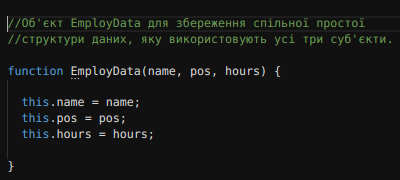 //Об'єкт EmployData для збереження спільної простої
//структури даних, яку використовують усі три суб'єкти.
function EmployData(name, pos, hours) {
this.name = name;
this.pos = pos;
this.hours = hours;
}